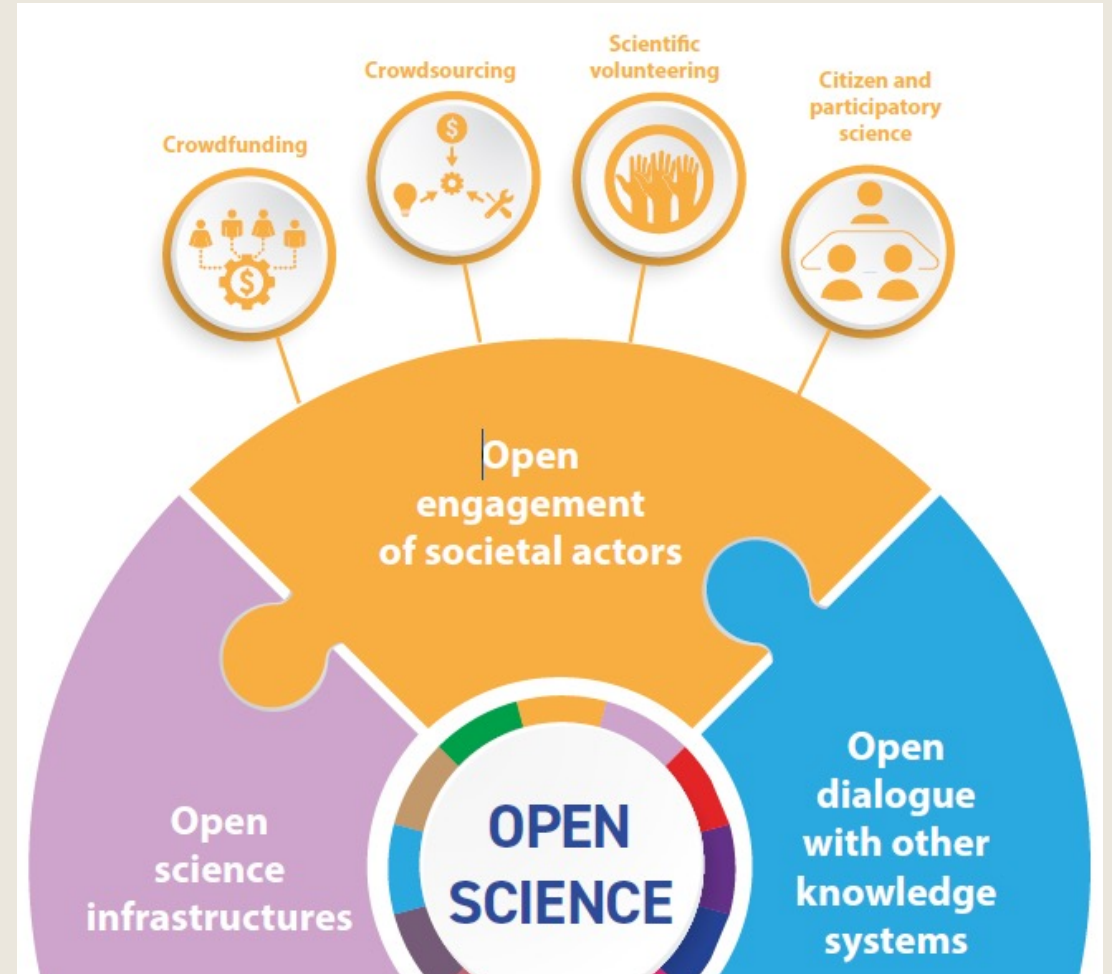 Crowdfunding
Crowdsourcing
Scientific
volunteering
Citizen and
participatory
science
$
$
Open
engagement
of societal actors
Open
science
infrastructures
OPEN
SCIENCE
Open
dialogue
with other
knowledge
systems